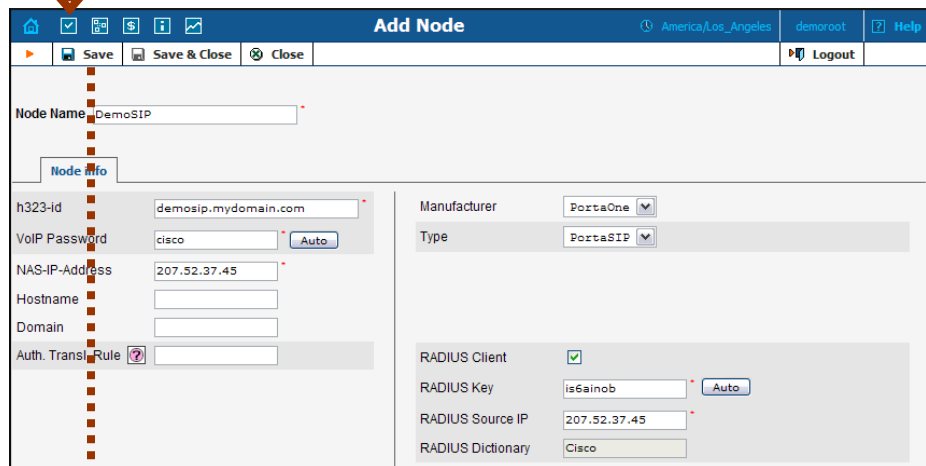 Add Node
America/Los_Angeles
demoroot
? Help
Save
Save & Close
Close
Logout
Node Name DemoSIP *
Node info
h323-id demosip.mydomain.com *
VoIP Password cisco * Auto
NAS-IP-Address 207.52.37.45 *
Hostname
Domain
Auth. Transl. Rule ?
Manufacturer PortaOne
Type PortaSIP
RADIUS Client
RADIUS Key is6ainob * Auto
RADIUS Source IP 207.52.37.45 *
RADIUS Dictionary Cisco